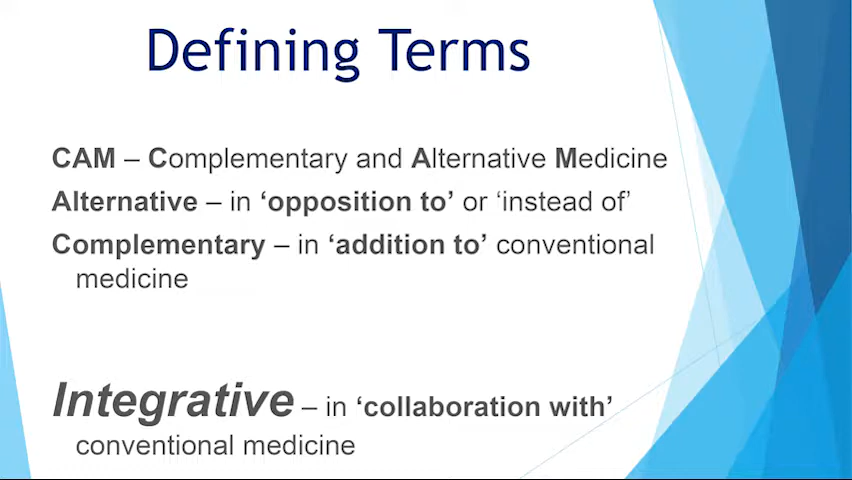 Defining Terms
CAM – Complementary and Alternative Medicine
Alternative – in ‘opposition to’ or ‘instead of’
Complementary – in ‘addition to’ conventional
medicine
Integrative – in ‘collaboration with’
conventional medicine